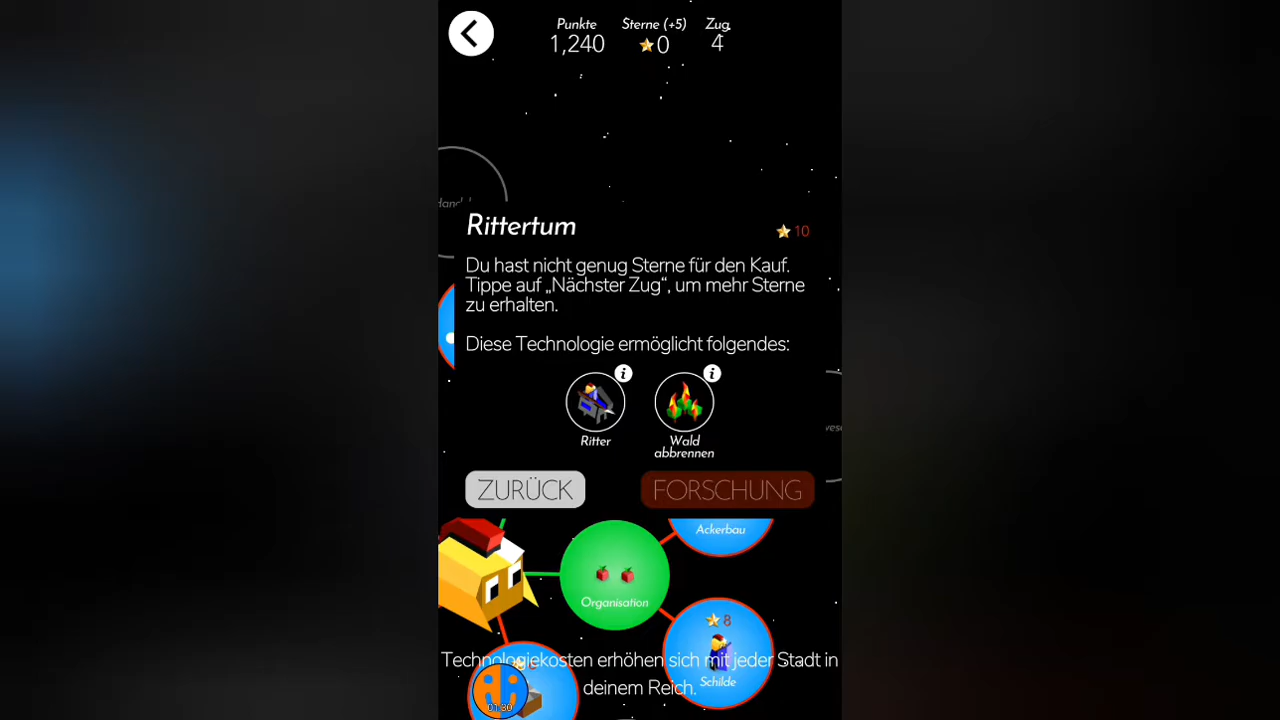 Punkte
1,240
Sterne (+5)
0
Zug
4
Rittertum
10
Du hast nicht genug Sterne für den Kauf.
Tippe auf „Nächster Zug“, um mehr Sterne
zu erhalten.
Diese Technologie ermöglicht folgendes:
i
i
Ritter
Wald
abbrennen
ZURÜCK
FORSCHUNG
Ackerbau
Organisation
8
Schilde
Technologiekosten erhöhen sich mit jeder Stadt in
deinem Reich.